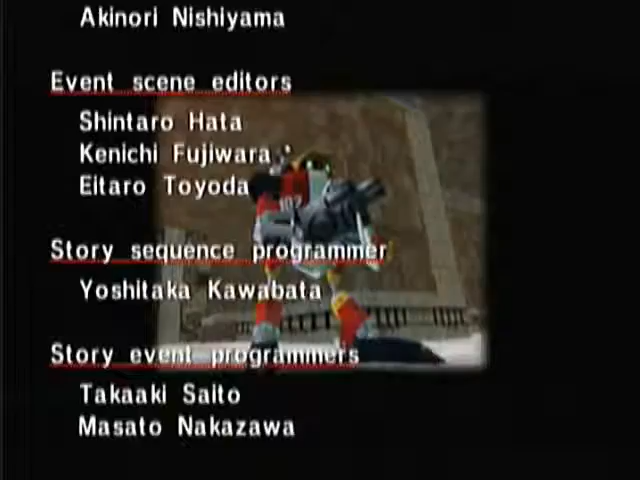 Akinori Nishiyama
Event scene editors
Shintaro Hata
Kenichi Fujiwara
Eitaro Toyoda
Story sequence programmer
Yoshitaka Kawabata
Story event programmers
Takaaki Saito
Masato Nakazawa